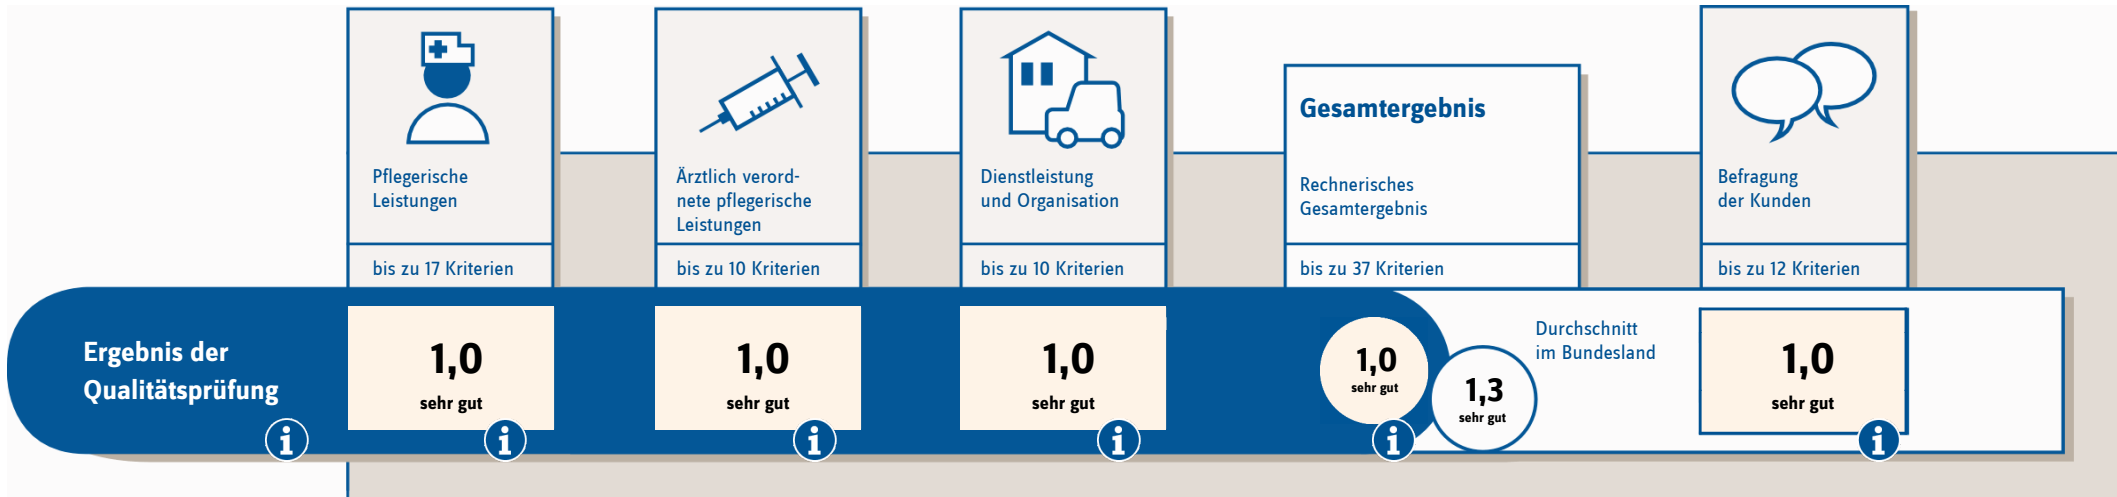 Pflegerische
Leistungen
bis zu 17 Kriterien
Ärztlich verord-
nete pflegerische
Leistungen
bis zu 10 Kriterien
Dienstleistung
und Organisation
bis zu 10 Kriterien
Gesamtergebnis
Rechnerisches
Gesamtergebnis
bis zu 37 Kriterien
Befragung
der Kunden
bis zu 12 Kriterien
Ergebnis der
Qualitätsprüfung
1,0
sehr gut
1,0
sehr gut
1,0
sehr gut
1,0
sehr gut
1,3
sehr gut
Durchschnitt
im Bundesland
1,0
sehr gut